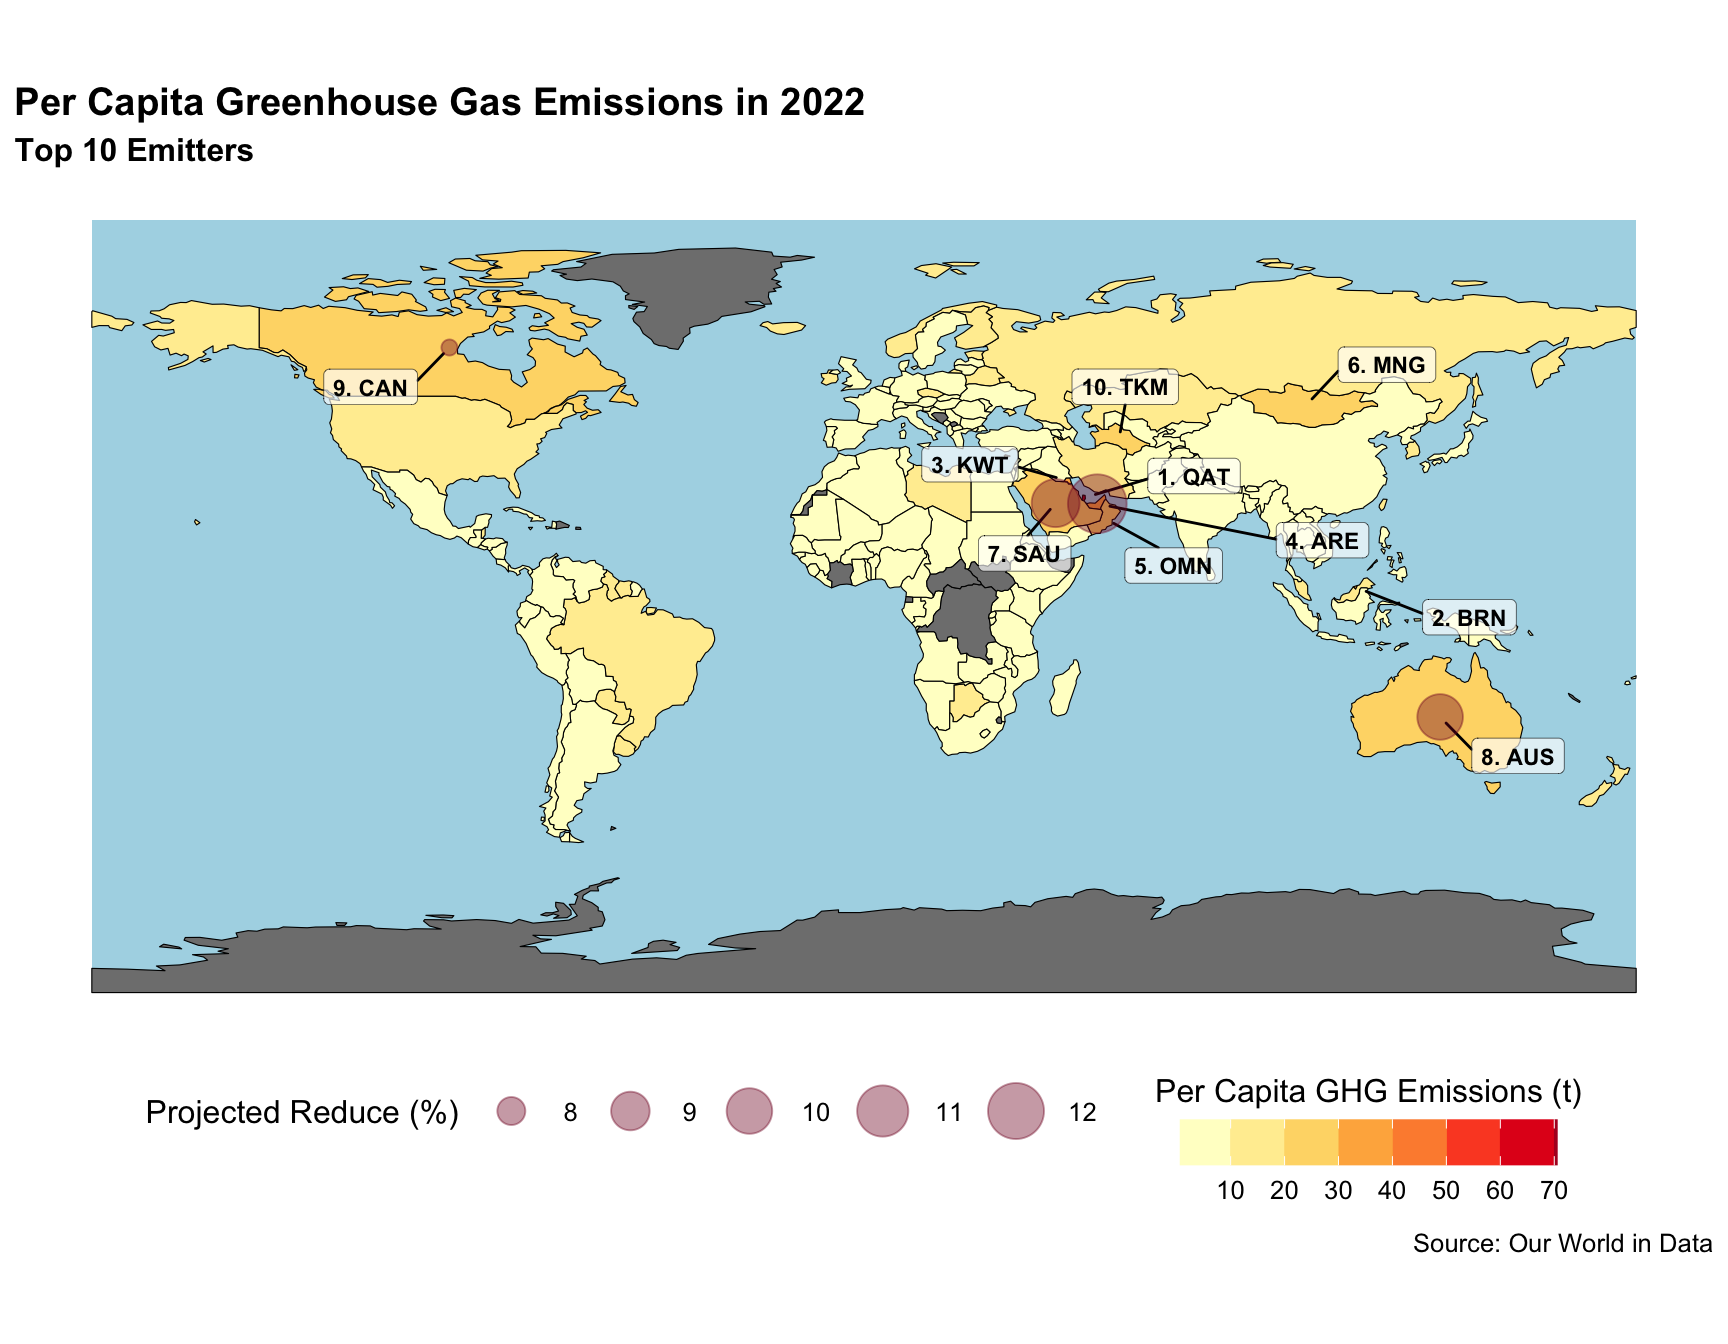 Per Capita Greenhouse Gas Emissions in 2022
Top 10 Emitters
6. MNG
9. CAN
10. TKM
3. KWT
1. QAT
4. ARE
7. SAU
5. OMN
2. BRN
8. AUS
Projected Reduce (%)
8
9
10
11
12
Per Capita GHG Emissions (t)
10 20 30 40 50 60 70
Source: Our World in Data